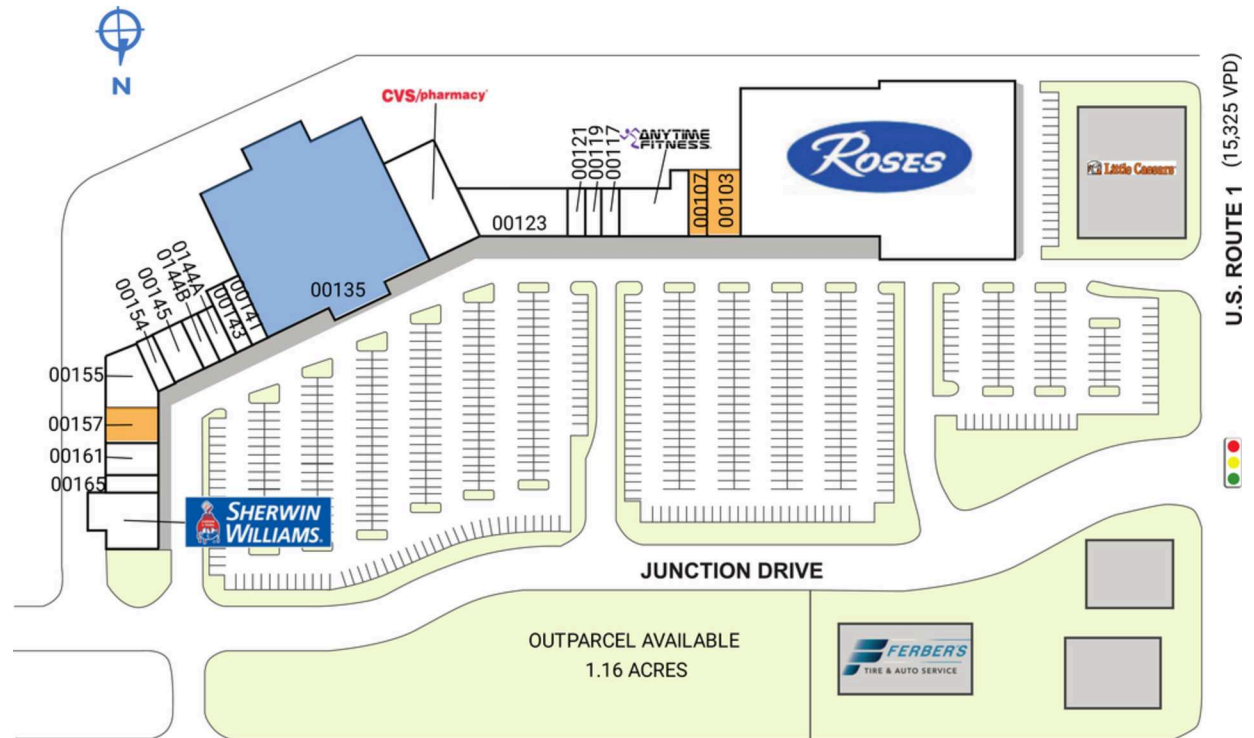 N
CVS/pharmacy
ANYTIME
FITNESS
00121
00119
00117
00107
00103
ROSES
Little Caesars
U.S. ROUTE 1 (15,325 VPD)
00123
00135
0144A
0144B
00145
00154
00143
00141
00155
00157
00161
00165
SHERWIN
WILLIAMS.
JUNCTION DRIVE
OUTPARCEL AVAILABLE
1.16 ACRES
FERBER'S
TIRE & AUTO SERVICE